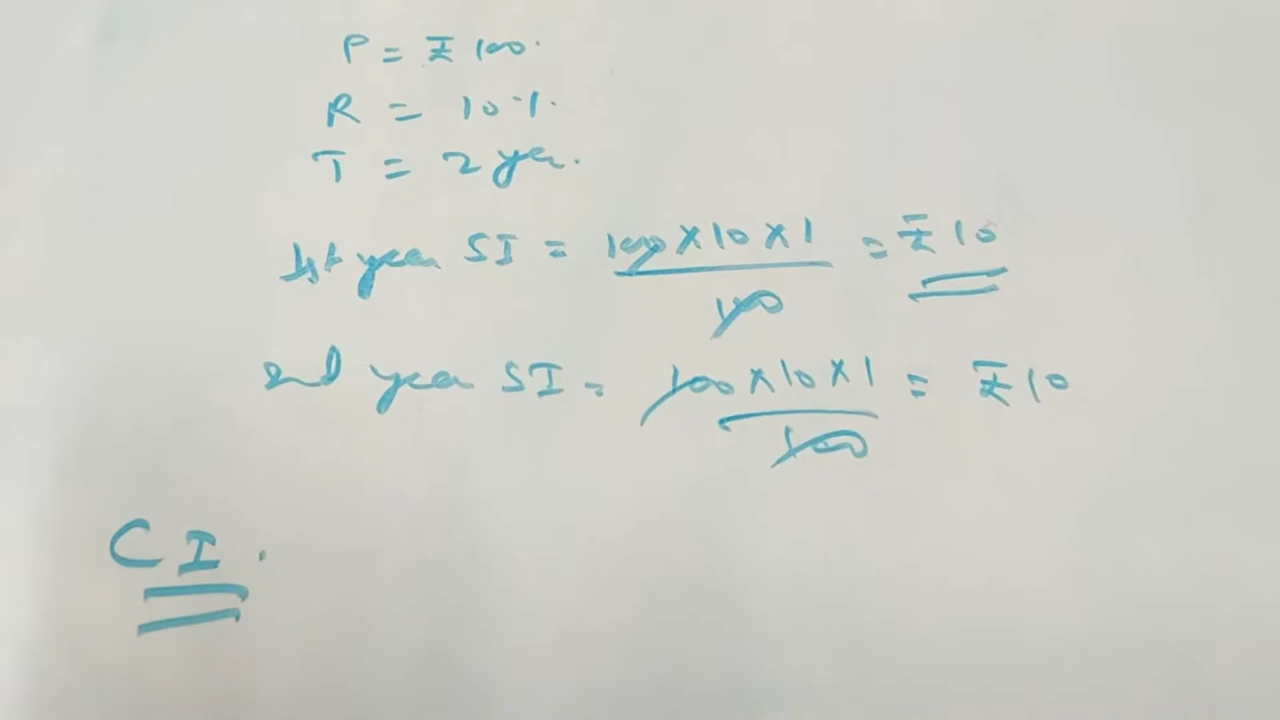 P = ₹ 100.
R = 10%.
T = 2 year.
1st year SI = 100 × 10 × 1 = ₹ 10
100
2nd year SI = 100 × 10 × 1 = ₹ 10
100
CI.